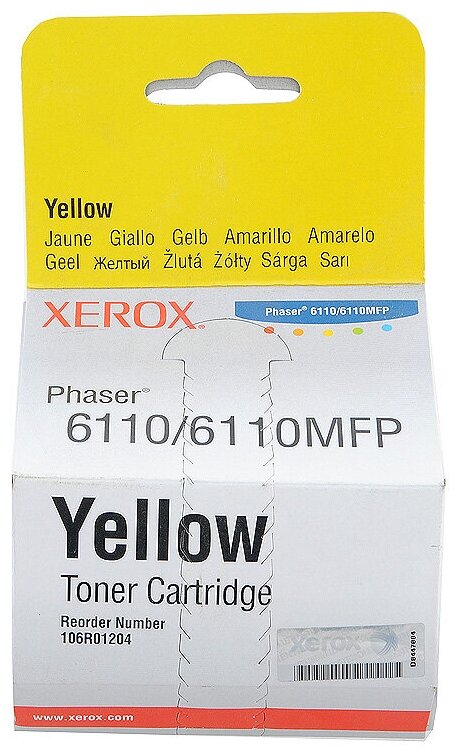 Yellow
Jaune Giallo Gelb Amarillo Amarelo
Geel Желтый Žlutá Żółty Sárga Sarı
XEROX®
Phaser® 6110/6110MFP
Phaser®
6110/6110MFP
Yellow
Toner Cartridge
Reorder Number
106R01204
xerox
www.xerox.com